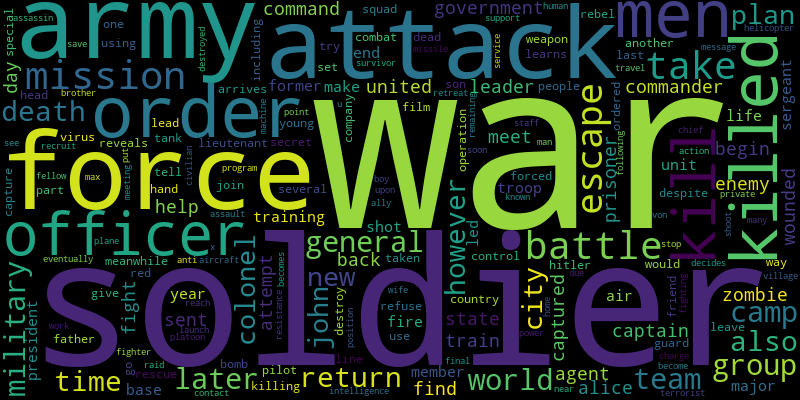 army
attack
men
war
soldier
force
order
officer
mission
death
command
government
plan
take
killed
kill
escape
commander
leader
united
former
make
set
try
combat
end
squad
weapon
rebel
support
human
service
missile
dead
learns
people
another
last
message
travel
helicopter
sergeant
assassin
save
destroyed
special
day
one
using
including
head
brother
arrives
point
machine
young
film
company
son
retreat
remaining
operation
ordered
prisoner
meet
life
begin
unit
chief
action
enemy
despite
private
wounded
many
shoot
von
troop
forced
staff
man
soon
known
ally
boy
upon
shot
several
secret
reveals
lieutenant
lead
tank
virus
recruit
see
capture
fellow
part
max
put
meeting
tell
hand
join
help
civilian
program
training
assault
following
general
battle
however
led
back
taken
control
stop
hitler
would
way
village
city
captured
air
friend
guard
decides
fighting
zombie
camp
captain
leave
also
become
charge
major
group
terrorist
team
alice
agent
state
country
train
fire
use
refuse
wife
position
destroy
john
new
attempt
resistance
becomes
colonel
anti
aircraft
x
plane
meanwhile
eventually
military
president
red
fight
give
year
sent
reach
launch
work
father
platoon
fighter
go
raid
rescue
base
time
contact
later
bomb
pilot
killing
line
return
intelligence
member
find
final
world
near
power
home
due